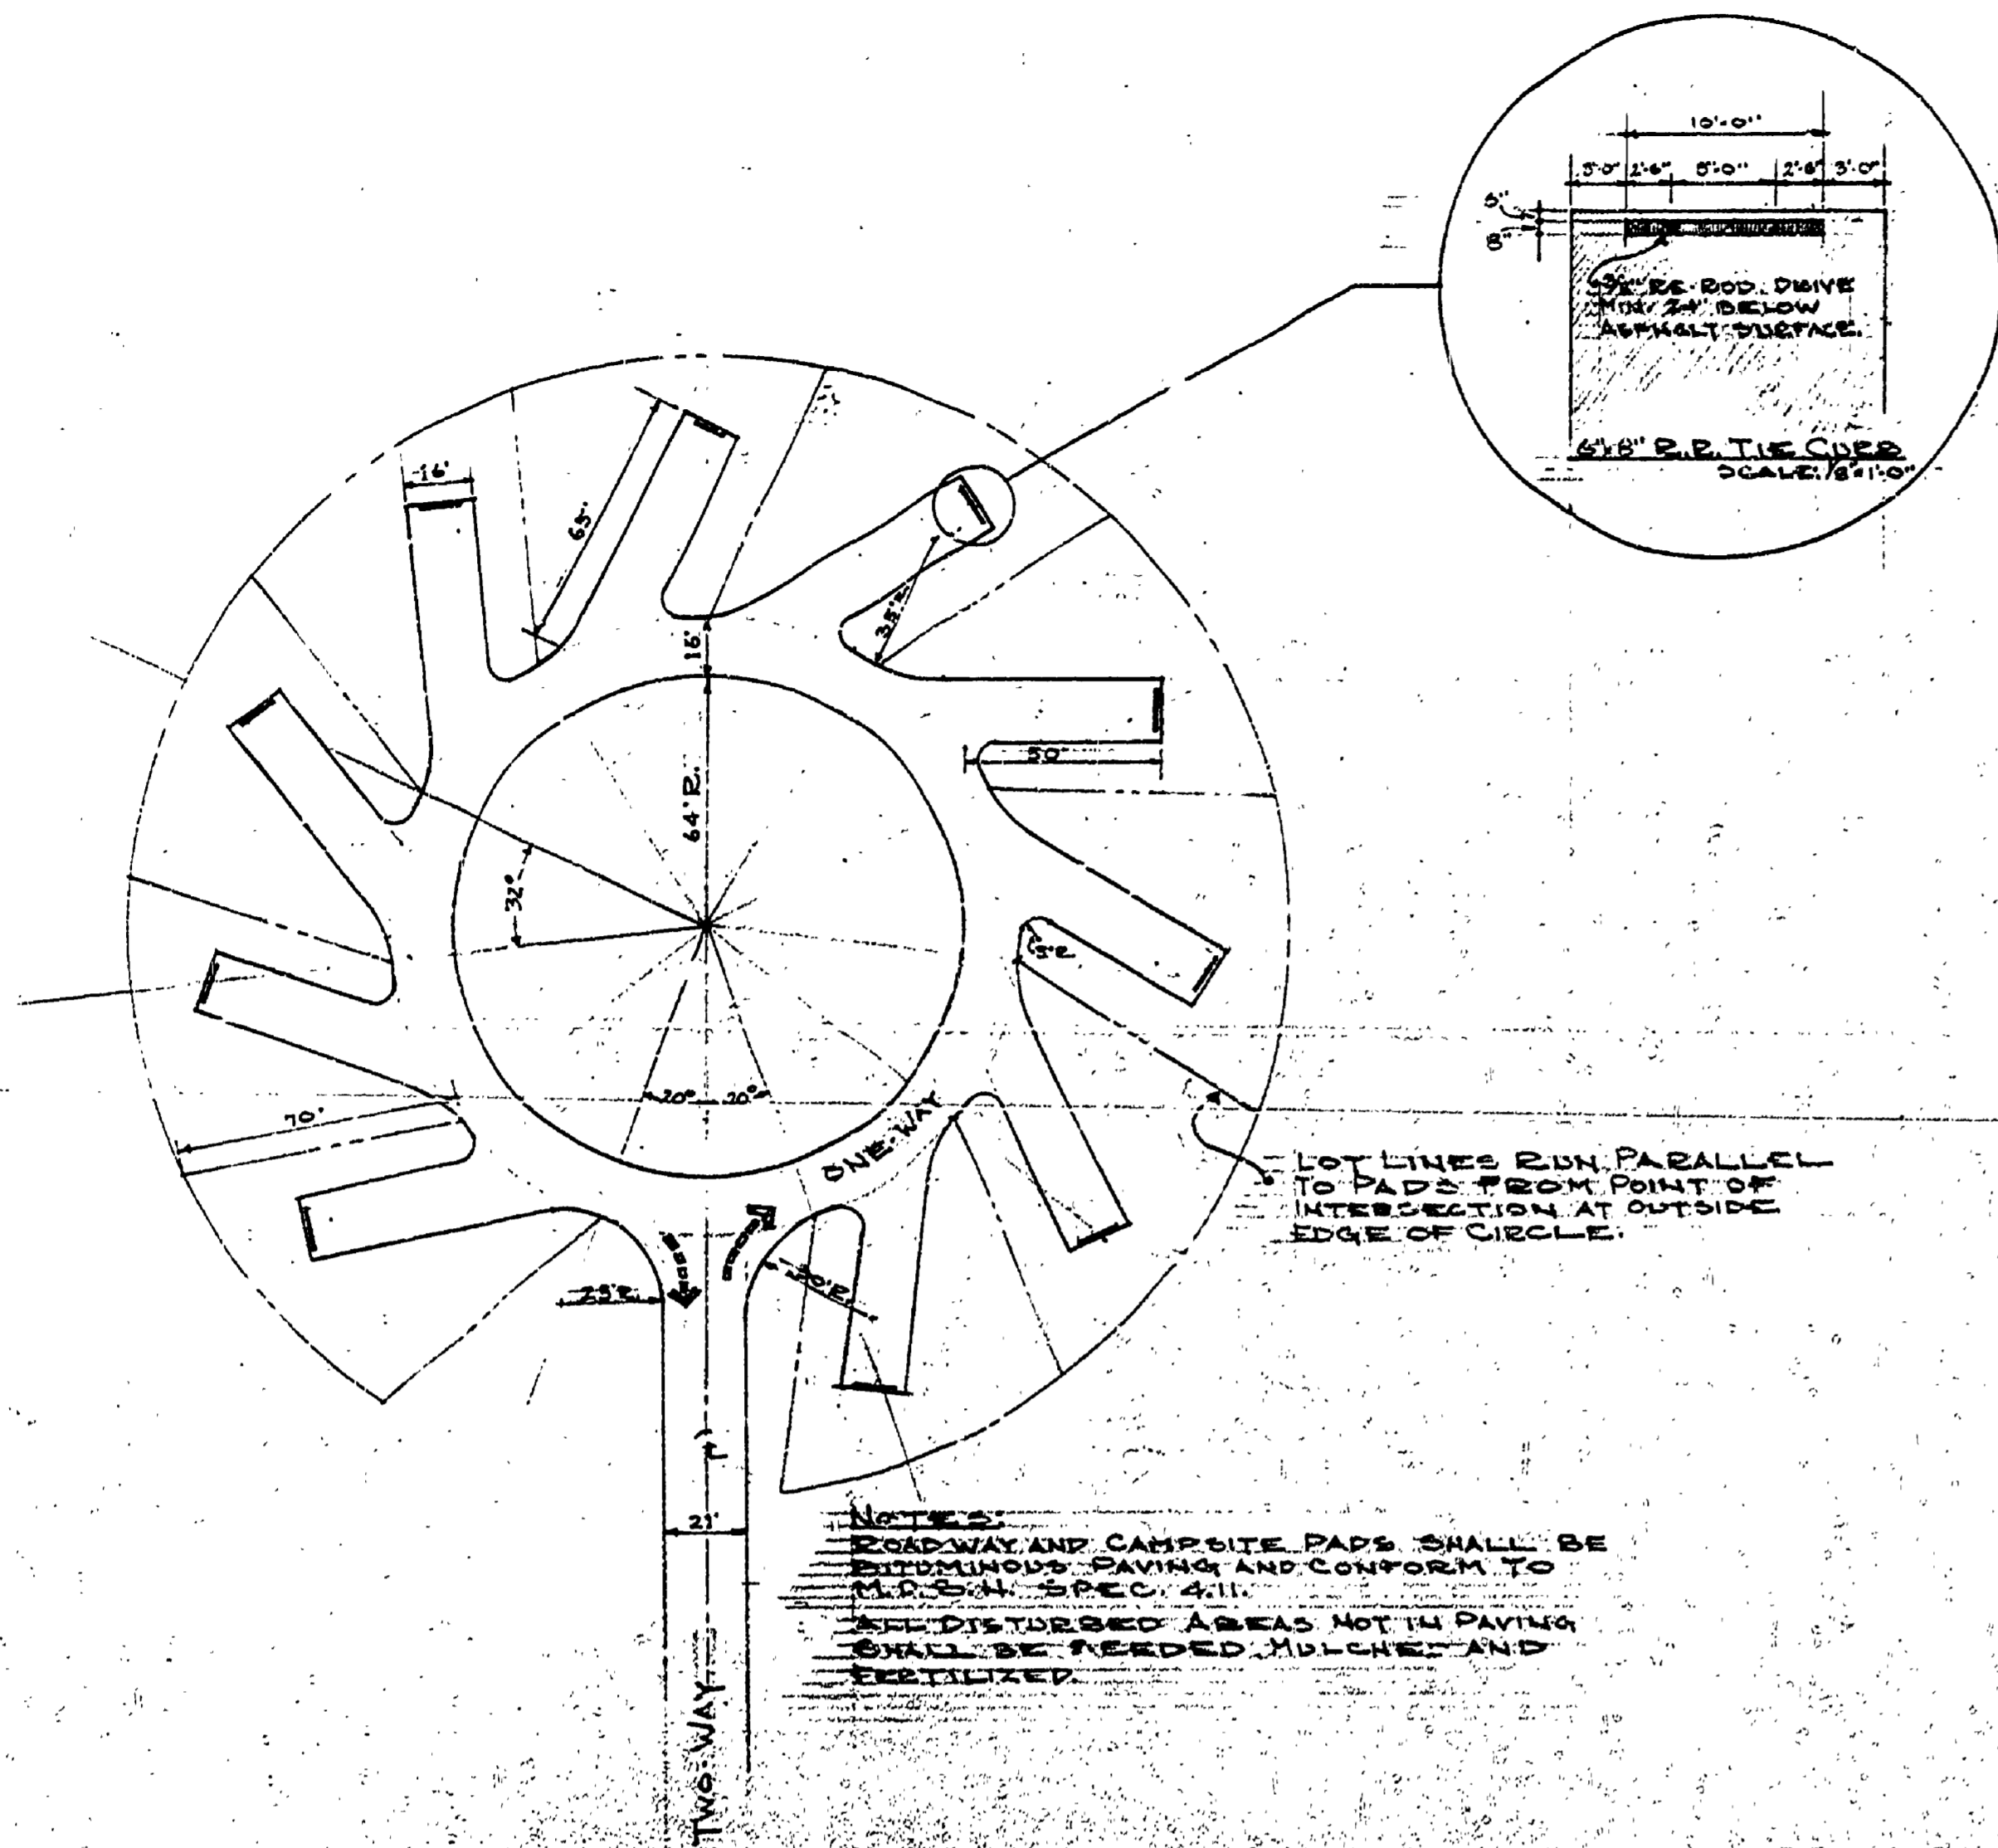 10'-0"
3'-0" 2'-6" 5'-0" 2'-6" 3'-0"
8"
RE-ROD. DRIVE
MIN. 24" BELOW
ASPHALT SURFACE.
6"x8" R.R. TIE CURB
SCALE: 1/8"=1'-0"
16'
65'
35'R.
16'
50'
64'R.
32°
5'R
20° 20°
ONE-WAY
70'
LOT LINES RUN PARALLEL
TO PADS FROM POINT OF
INTERSECTION AT OUTSIDE
EDGE OF CIRCLE.
25'R.
30'R.
21'
TWO-WAY
NOTES:
ROADWAY AND CAMPSITE PADS SHALL BE
BITUMINOUS PAVING AND CONFORM TO
M.D.S.H. SPEC. 4.11.
ALL DISTURBED AREAS NOT IN PAVING
SHALL BE SEEDED, MULCHED AND
FERTILIZED.